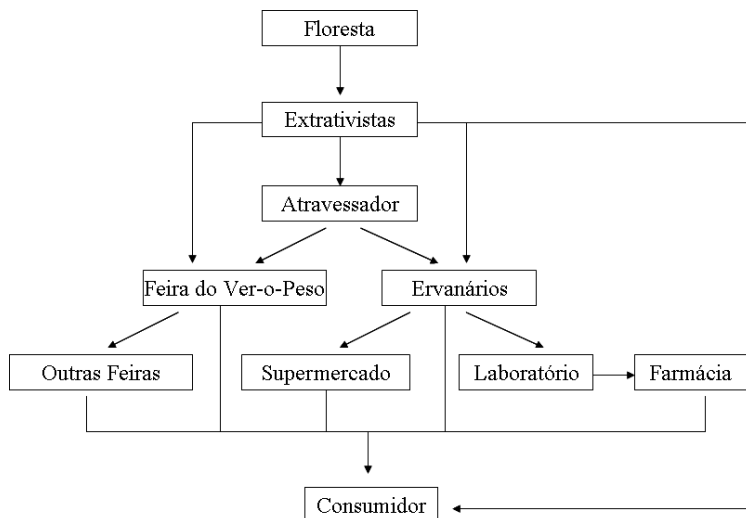 Floresta
Extrativistas
Atravessador
Feira do Ver-o-Peso
Ervanários
Outras Feiras
Supermercado
Laboratório
Farmácia
Consumidor